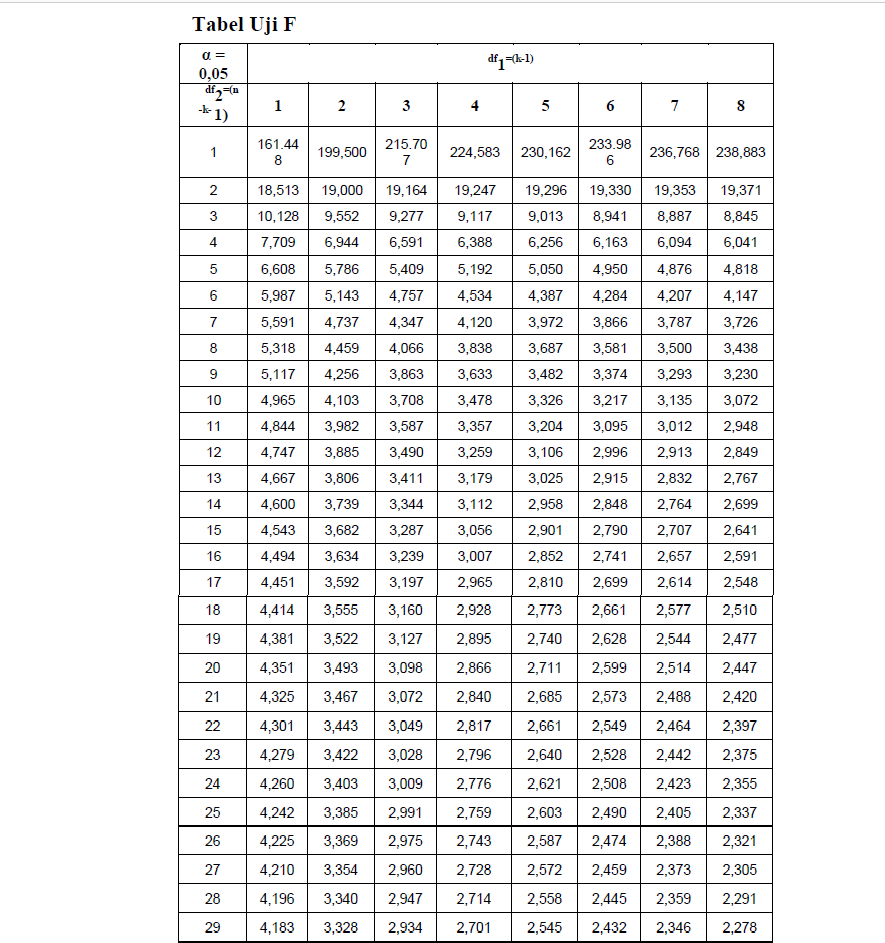 Tabel Uji F
α =
0,05
df1=(k-1)
df2=(n
-k- 1)
1 2 3 4 5 6 7 8
1 161.44
8 199,500 215.70
7 224,583 230,162 233.98
6 236,768 238,883
2 18,513 19,000 19,164 19,247 19,296 19,330 19,353 19,371
3 10,128 9,552 9,277 9,117 9,013 8,941 8,887 8,845
4 7,709 6,944 6,591 6,388 6,256 6,163 6,094 6,041
5 6,608 5,786 5,409 5,192 5,050 4,950 4,876 4,818
6 5,987 5,143 4,757 4,534 4,387 4,284 4,207 4,147
7 5,591 4,737 4,347 4,120 3,972 3,866 3,787 3,726
8 5,318 4,459 4,066 3,838 3,687 3,581 3,500 3,438
9 5,117 4,256 3,863 3,633 3,482 3,374 3,293 3,230
10 4,965 4,103 3,708 3,478 3,326 3,217 3,135 3,072
11 4,844 3,982 3,587 3,357 3,204 3,095 3,012 2,948
12 4,747 3,885 3,490 3,259 3,106 2,996 2,913 2,849
13 4,667 3,806 3,411 3,179 3,025 2,915 2,832 2,767
14 4,600 3,739 3,344 3,112 2,958 2,848 2,764 2,699
15 4,543 3,682 3,287 3,056 2,901 2,790 2,707 2,641
16 4,494 3,634 3,239 3,007 2,852 2,741 2,657 2,591
17 4,451 3,592 3,197 2,965 2,810 2,699 2,614 2,548
18 4,414 3,555 3,160 2,928 2,773 2,661 2,577 2,510
19 4,381 3,522 3,127 2,895 2,740 2,628 2,544 2,477
20 4,351 3,493 3,098 2,866 2,711 2,599 2,514 2,447
21 4,325 3,467 3,072 2,840 2,685 2,573 2,488 2,420
22 4,301 3,443 3,049 2,817 2,661 2,549 2,464 2,397
23 4,279 3,422 3,028 2,796 2,640 2,528 2,442 2,375
24 4,260 3,403 3,009 2,776 2,621 2,508 2,423 2,355
25 4,242 3,385 2,991 2,759 2,603 2,490 2,405 2,337
26 4,225 3,369 2,975 2,743 2,587 2,474 2,388 2,321
27 4,210 3,354 2,960 2,728 2,572 2,459 2,373 2,305
28 4,196 3,340 2,947 2,714 2,558 2,445 2,359 2,291
29 4,183 3,328 2,934 2,701 2,545 2,432 2,346 2,278